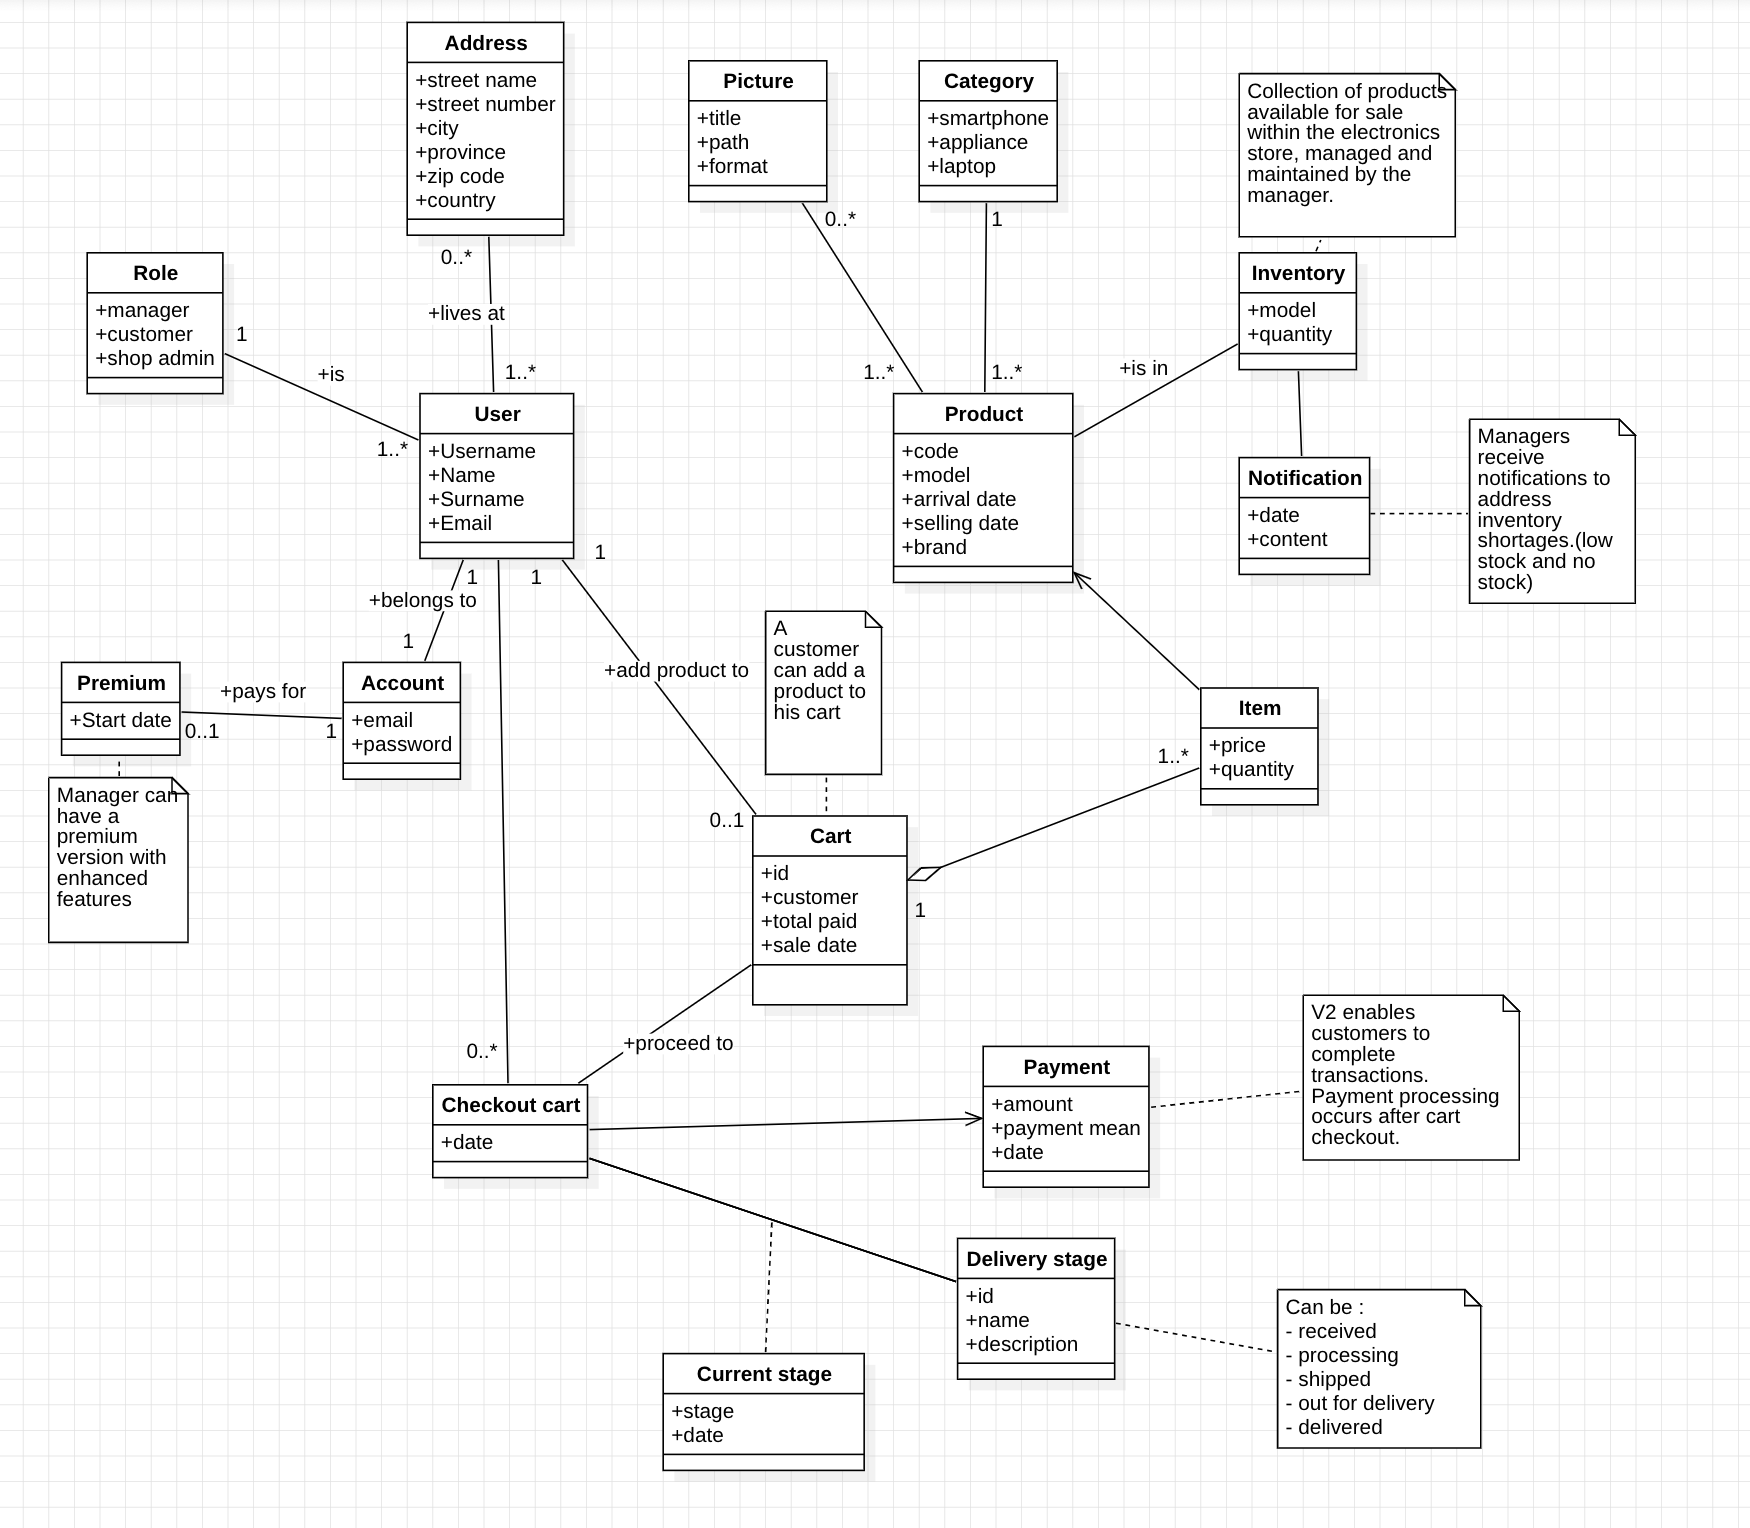 Address
+street name
+street number
+city
+province
+zip code
+country
0..*
+lives at
1..*
Picture
+title
+path
+format
0..*
1..*
Category
+smartphone
+appliance
+laptop
1
1..*
Collection of products
available for sale
within the electronics
store, managed and
maintained by the
manager.
Role
+manager
+customer
+shop admin
1
+is
1..*
Inventory
+model
+quantity
+is in
User
+Username
+Name
+Surname
+Email
1
1
1
+belongs to
1
Product
+code
+model
+arrival date
+selling date
+brand
Notification
+date
+content
Managers
receive
notifications to
address
inventory
shortages.(low
stock and no
stock)
Premium
+Start date
+pays for
0..1
1
Account
+email
+password
+add product to
A
customer
can add a
product to
his cart
Item
+price
+quantity
1..*
Manager can
have a
premium
version with
enhanced
features
0..1
Cart
+id
+customer
+total paid
+sale date
1
+proceed to
0..*
Checkout cart
+date
Payment
+amount
+payment mean
+date
V2 enables
customers to
complete
transactions.
Payment processing
occurs after cart
checkout.
Delivery stage
+id
+name
+description
Can be :
- received
- processing
- shipped
- out for delivery
- delivered
Current stage
+stage
+date